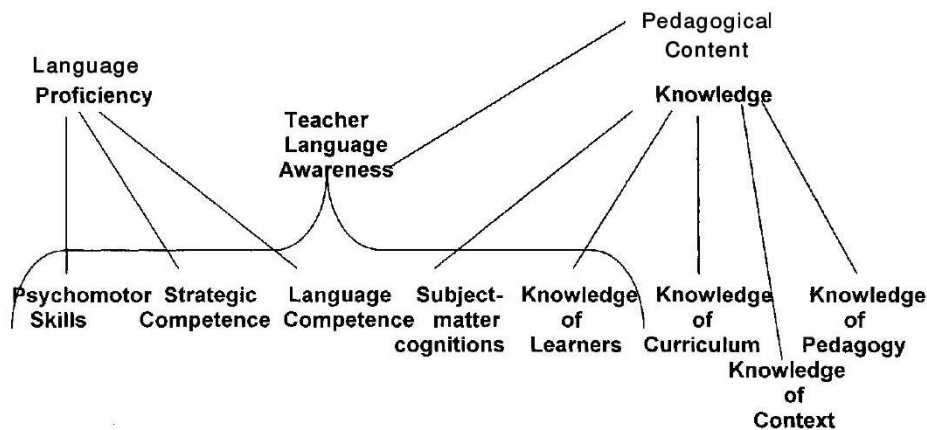 Pedagogical
Content
Knowledge
Language
Proficiency
Teacher
Language
Awareness
Psychomotor
Skills
Strategic
Competence
Language
Competence
Subject-
matter
cognitions
Knowledge
of
Learners
Knowledge
of
Curriculum
Knowledge
of
Pedagogy
Knowledge
of
Context